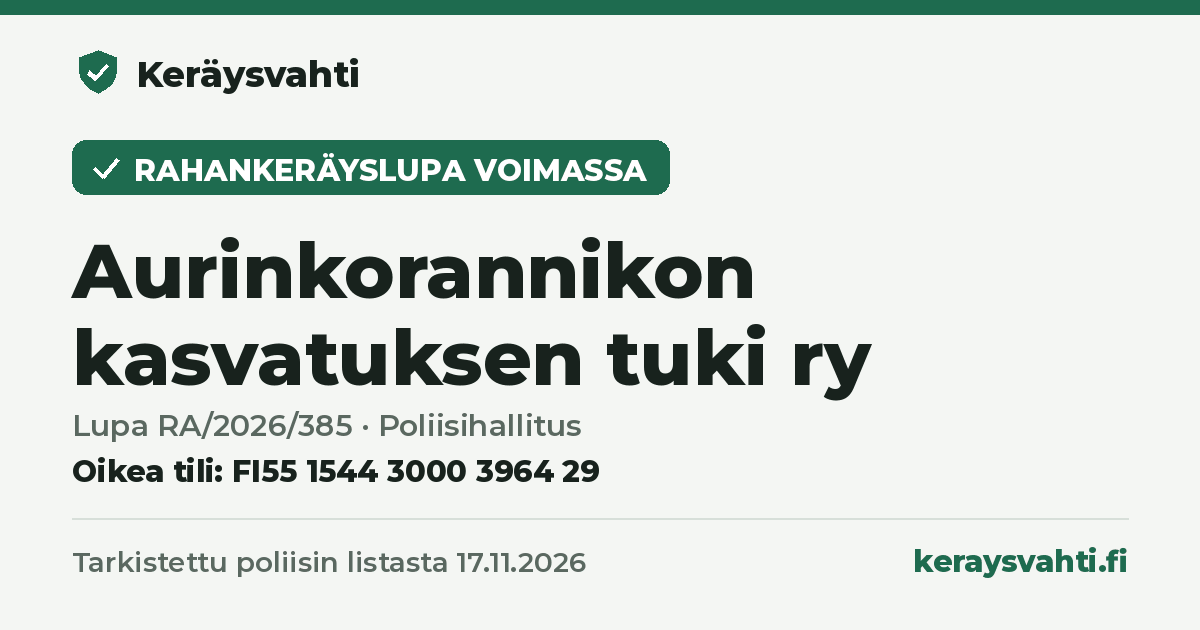 Keräysvahti
RAHANKERÄYSLUPA VOIMASSA
Aurinkorannikon
kasvatuksen tuki ry
Lupa RA/2026/385 · Poliisihallitus
Oikea tili: FI55 1544 3000 3964 29
Tarkistettu poliisin listasta 17.11.2026
keraysvahti.fi